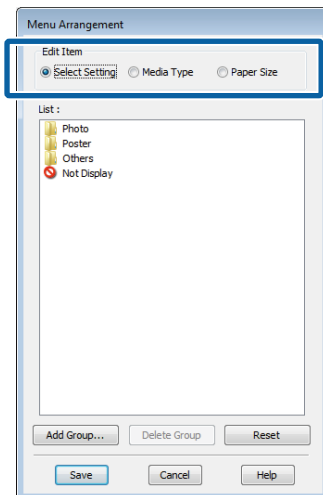 Menu Arrangement
Edit Item
Select Setting Media Type Paper Size
List :
Photo
Poster
Others
Not Display
Add Group... Delete Group Reset
Save Cancel Help